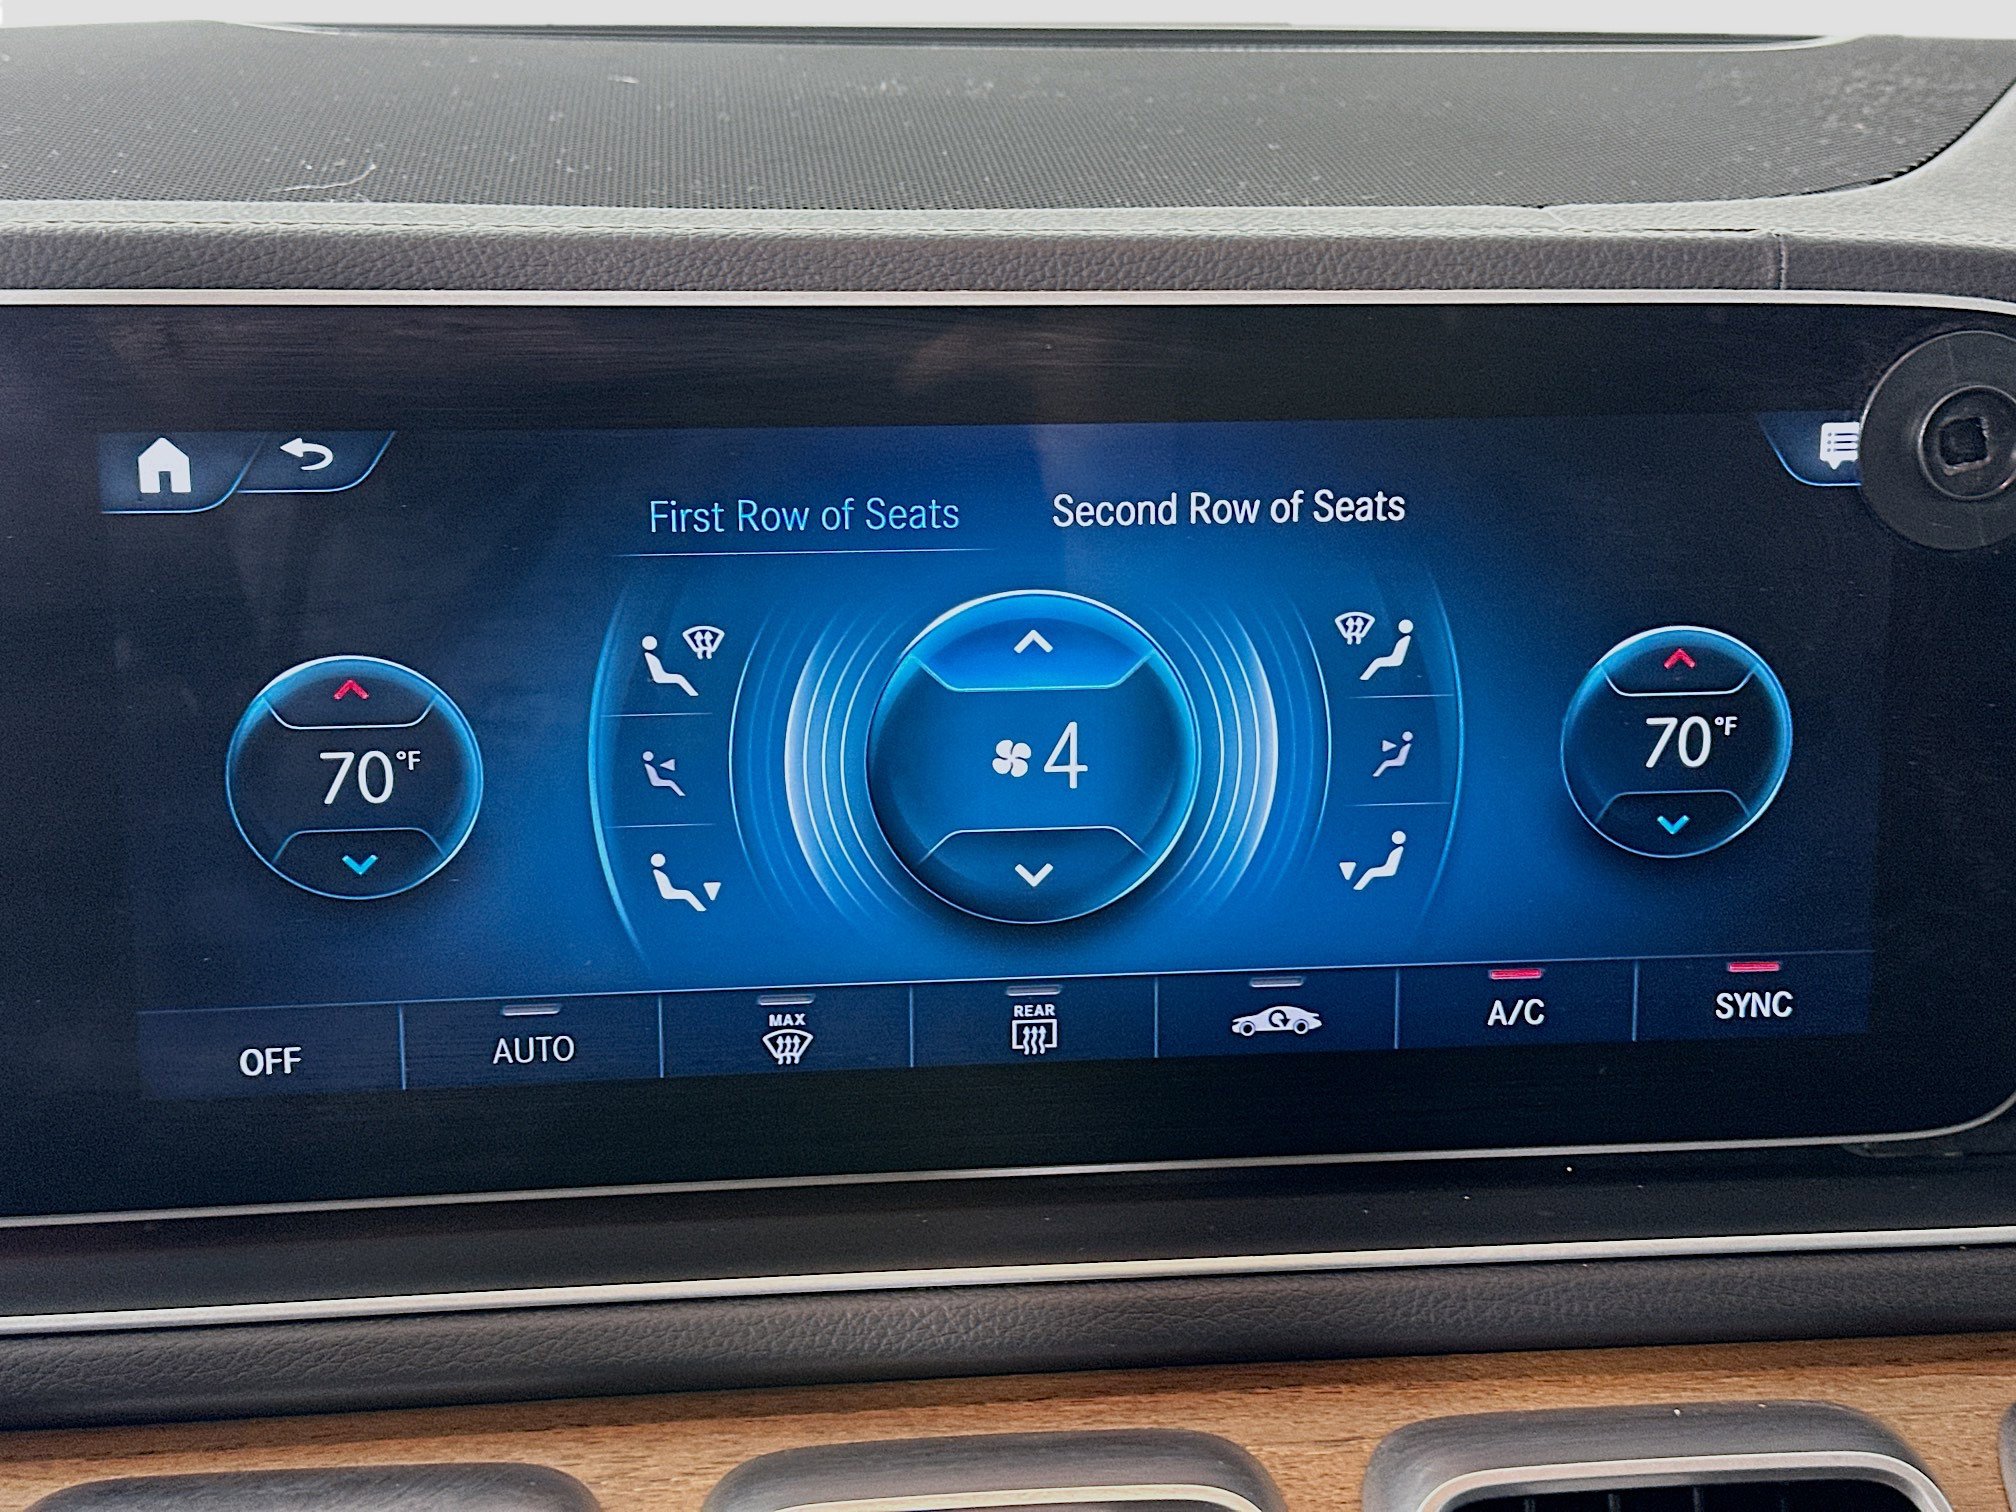 First Row of Seats
Second Row of Seats
70°F
4
70°F
OFF
AUTO
MAX
REAR
A/C
SYNC